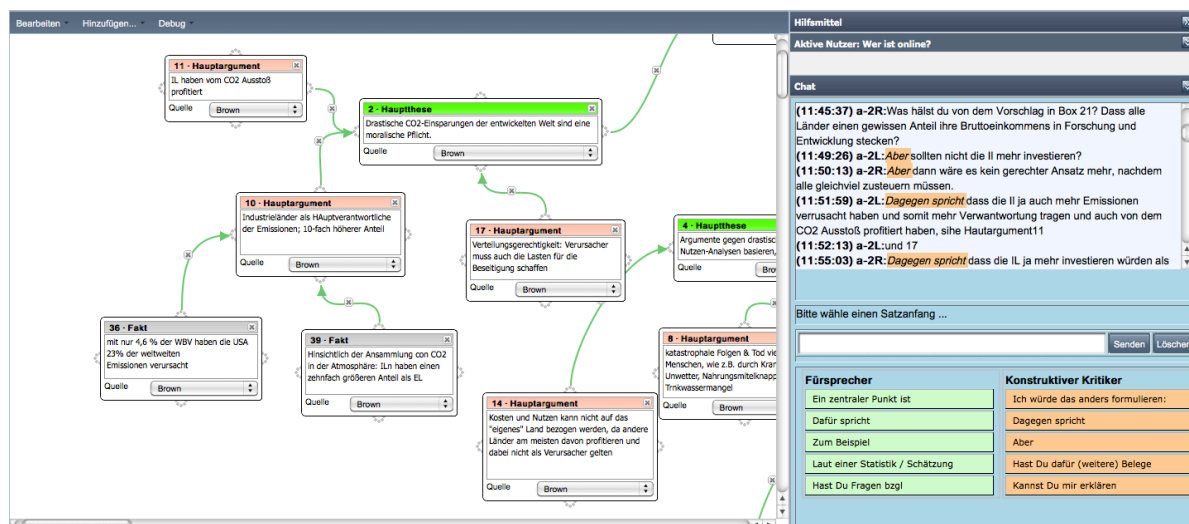 Bearbeiten Hinzufügen... Debug
11 - Hauptargument
IL haben vom CO2 Ausstoß
profitiert
Quelle Brown
2 - Hauptthese
Drastische CO2-Einsparungen der entwickelten Welt sind eine
moralische Pflicht.
Quelle Brown
10 - Hauptargument
Industrieländer als HAuptverantwortliche
der Emissionen; 10-fach höherer Anteil
Quelle Brown
17 - Hauptargument
Verteilungsgerechtigkeit: Verursacher
muss auch die Lasten für die
Beseitigung schaffen
Quelle Brown
4 - Hauptthese
Argumente gegen drastisc
Nutzen-Analysen basieren,
Quelle Bro
36 - Fakt
mit nur 4,6 % der WBV haben die USA
23% der weltweiten
Emissionen verursacht
Quelle Brown
39 - Fakt
Hinsichtlich der Ansammlung con CO2
in der Atmosphäre: ILn haben einen
zehnfach größeren Anteil als EL
Quelle Brown
8 - Hauptargument
katastrophale Folgen & Tod vie
Menschen, wie z.B. durch Kran
Unwetter, Nahrungsmitelknapp
Trnkwassermangel
Quelle Brown
14 - Hauptargument
Kosten und Nutzen kann nicht auf das
"eigenes" Land bezogen werden, da andere
Länder am meisten davon profitieren und
dabei nicht als Verursacher gelten
Quelle Brown
Hilfsmittel
Aktive Nutzer: Wer ist online?
Chat
(11:45:37) a-2R:Was hälst du von dem Vorschlag in Box 21? Dass alle
Länder einen gewissen Anteil ihre Bruttoeinkommens in Forschung und
Entwicklung stecken?
(11:49:26) a-2L:Aber sollten nicht die Il mehr investieren?
(11:50:13) a-2R:Aber dann wäre es kein gerechter Ansatz mehr, nachdem
alle gleichviel zusteuern müssen.
(11:51:59) a-2L:Dagegen spricht dass die Il ja auch mehr Emissionen
verrusacht haben und somit mehr Verwantwortung tragen und auch von dem
CO2 Ausstoß profitiert haben, sihe Hautargument11
(11:52:13) a-2L:und 17
(11:55:03) a-2R:Dagegen spricht dass die IL ja mehr investieren würden als
Bitte wähle einen Satzanfang ...
Senden Löschen
Fürsprecher
Ein zentraler Punkt ist
Dafür spricht
Zum Beispiel
Laut einer Statistik / Schätzung
Hast Du Fragen bzgl
Konstruktiver Kritiker
Ich würde das anders formulieren:
Dagegen spricht
Aber
Hast Du dafür (weitere) Belege
Kannst Du mir erklären